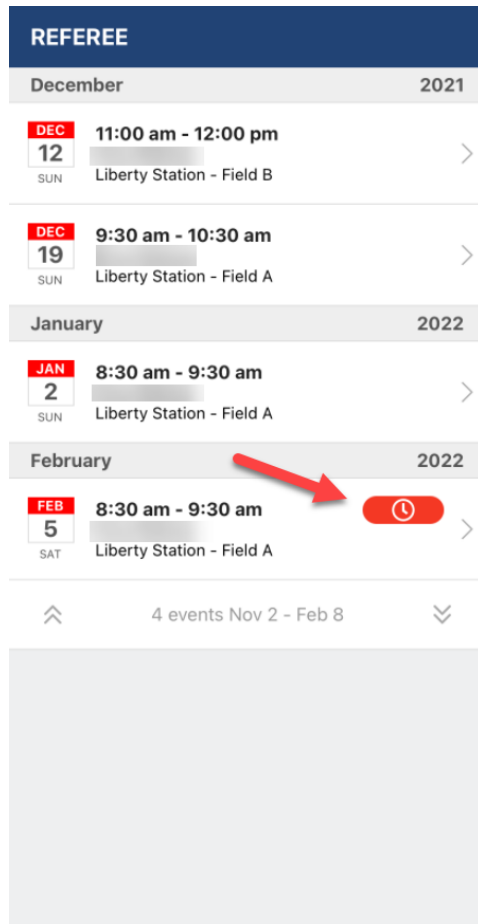 REFEREE
December 2021
DEC
12
SUN
11:00 am - 12:00 pm
Liberty Station - Field B
DEC
19
SUN
9:30 am - 10:30 am
Liberty Station - Field A
January 2022
JAN
2
SUN
8:30 am - 9:30 am
Liberty Station - Field A
February 2022
FEB
5
SAT
8:30 am - 9:30 am
Liberty Station - Field A
4 events Nov 2 - Feb 8